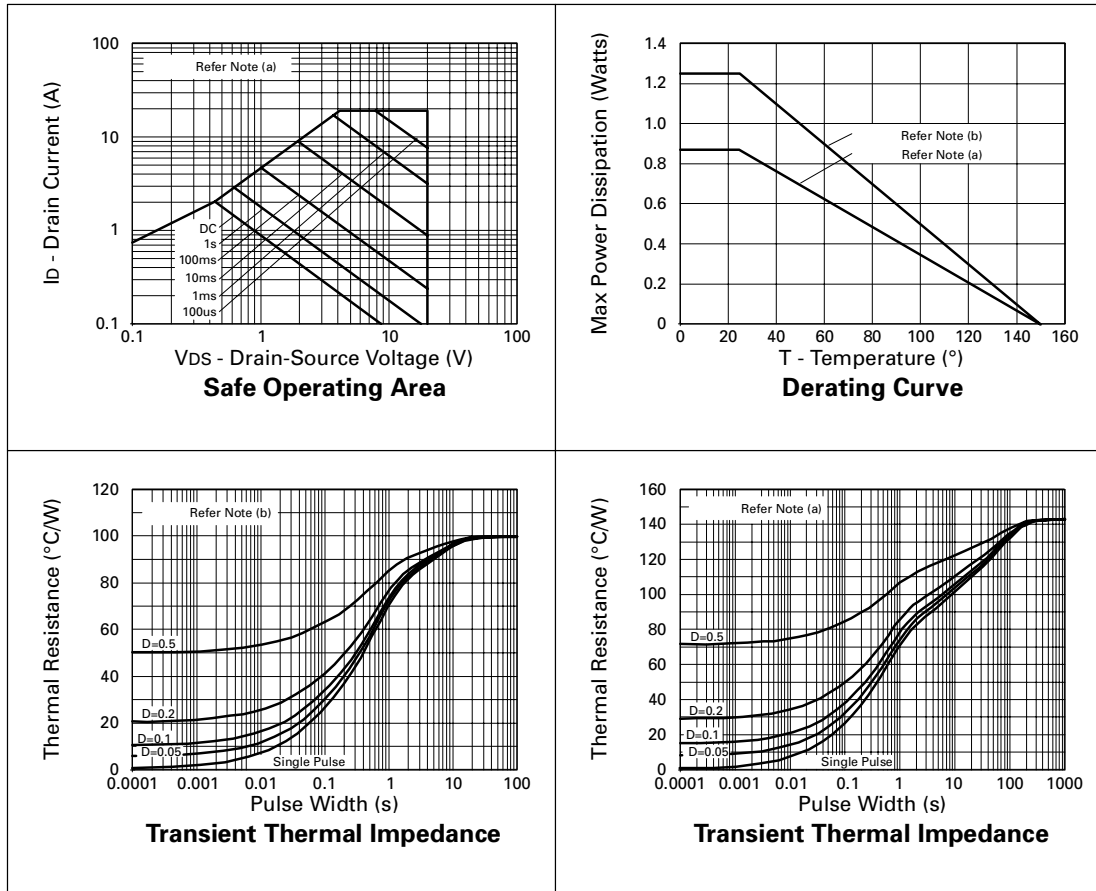 100
10
1
0.1
0.1
1
10
100
ID - Drain Current (A)
Refer Note (a)
DC
1s
100ms
10ms
1ms
100us
VDS - Drain-Source Voltage (V)
Safe Operating Area
1.4
1.2
1.0
0.8
0.6
0.4
0.2
0
0
20
40
60
80
100
120
140
160
Max Power Dissipation (Watts)
Refer Note (b)
Refer Note (a)
T - Temperature (°)
Derating Curve
120
100
80
60
40
20
0
0.0001
0.001
0.01
0.1
1
10
100
Thermal Resistance (°C/W)
Refer Note (b)
D=0.5
D=0.2
D=0.1
D=0.05
Single Pulse
Pulse Width (s)
Transient Thermal Impedance
160
140
120
100
80
60
40
20
0
0.0001
0.001
0.01
0.1
1
10
100
1000
Thermal Resistance (°C/W)
Refer Note (a)
D=0.5
D=0.2
D=0.1
D=0.05
Single Pulse
Pulse Width (s)
Transient Thermal Impedance